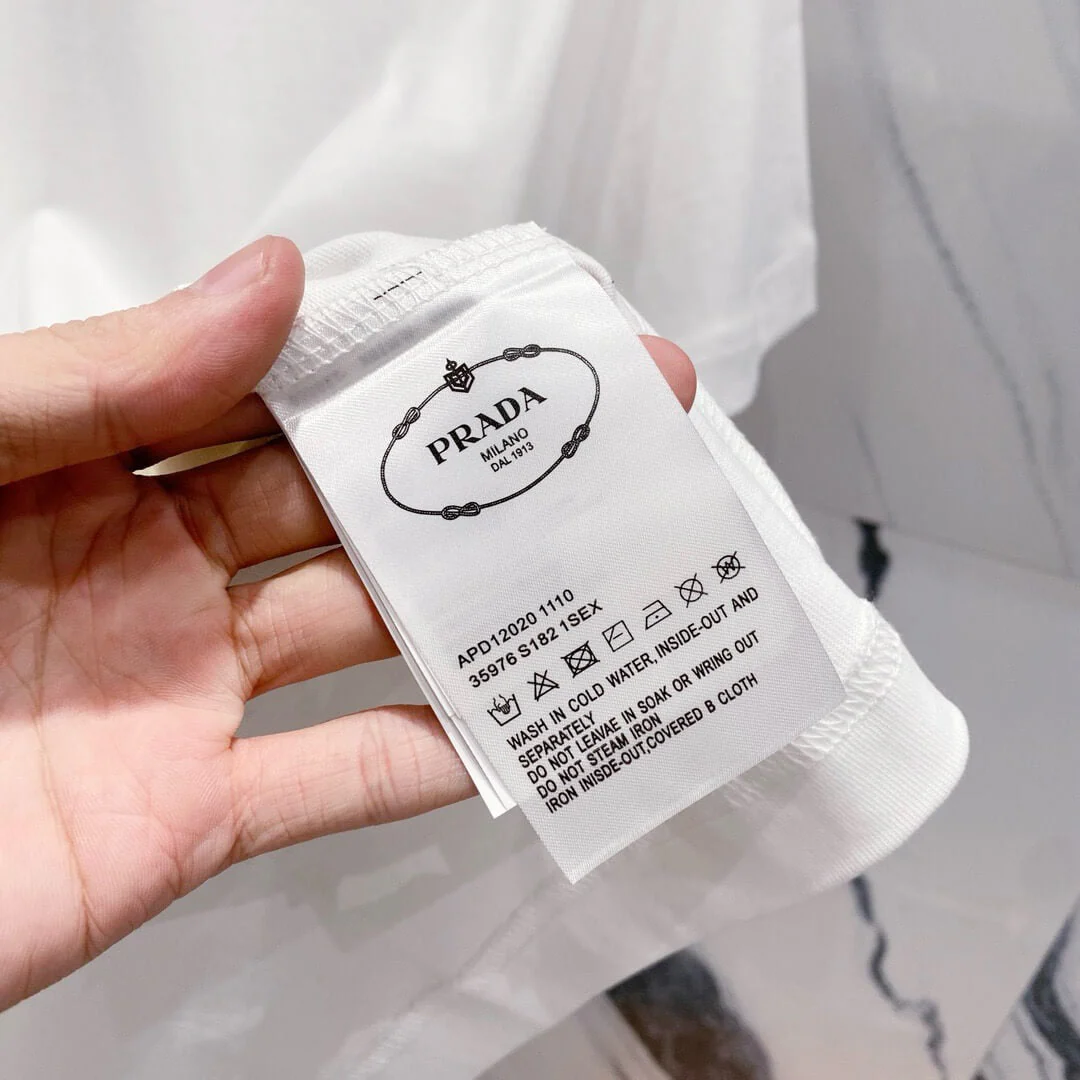 PRADA
MILANO
DAL 1913
APD12020 1110
35976 S182 1SEX
W
WASH IN COLD WATER, INSIDE-OUT AND
SEPARATELY
DO NOT LEAVAE IN SOAK OR WRING OUT
DO NOT STEAM IRON
IRON INISDE-OUT.COVERED B CLOTH